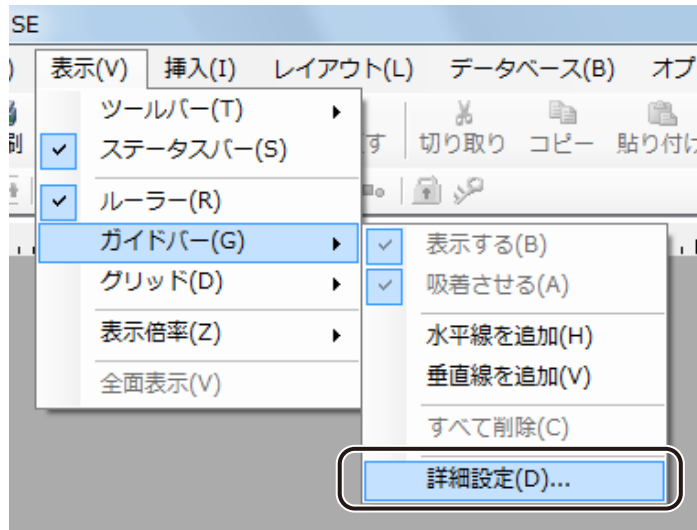 SE
) 表示(V) 挿入(I) レイアウト(L) データベース(B) オプ
刷 す 切り取り コピー 貼り付け
ツールバー(T)
ステータスバー(S)
ルーラー(R)
ガイドバー(G)
グリッド(D)
表示倍率(Z)
全面表示(V)
表示する(B)
吸着させる(A)
水平線を追加(H)
垂直線を追加(V)
すべて削除(C)
詳細設定(D)...